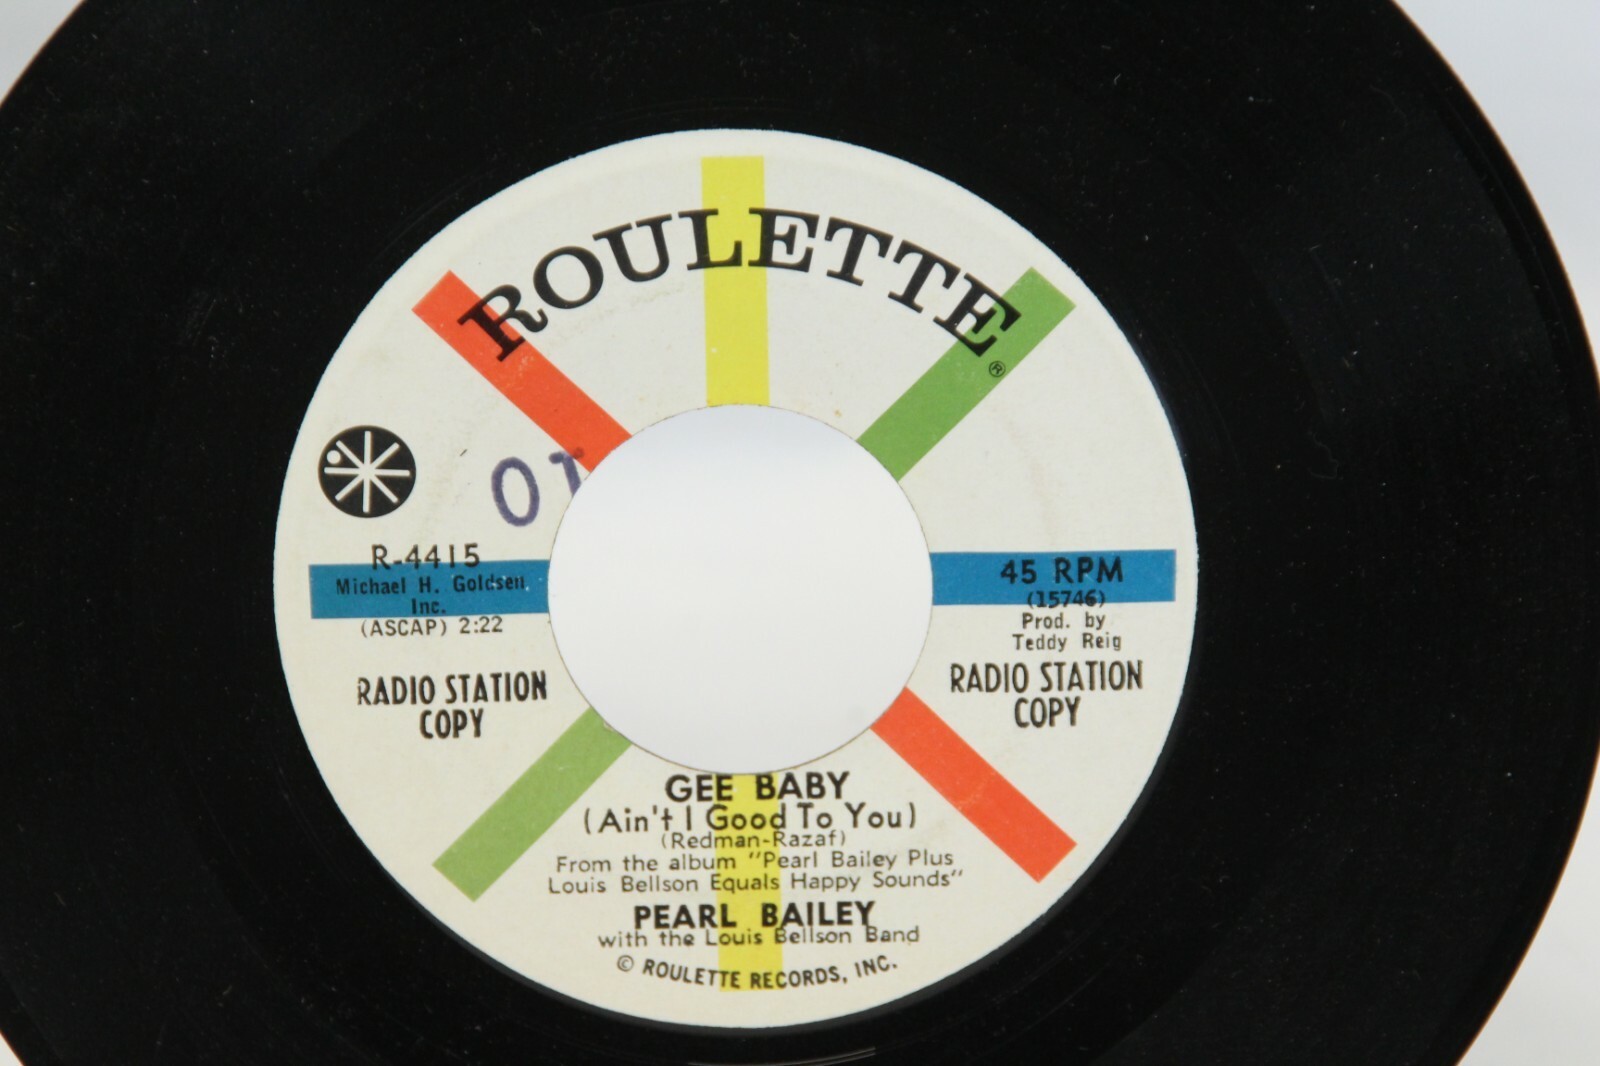 ROULETTE
®
01
R-4415
Michael H. Goldsen,
Inc.
(ASCAP) 2:22
RADIO STATION
COPY
45 RPM
(15746)
Prod. by
Teddy Reig
RADIO STATION
COPY
GEE BABY
(Ain't I Good To You)
(Redman-Razaf)
From the album "Pearl Bailey Plus
Louis Bellson Equals Happy Sounds"
PEARL BAILEY
with the Louis Bellson Band
© ROULETTE RECORDS, INC.